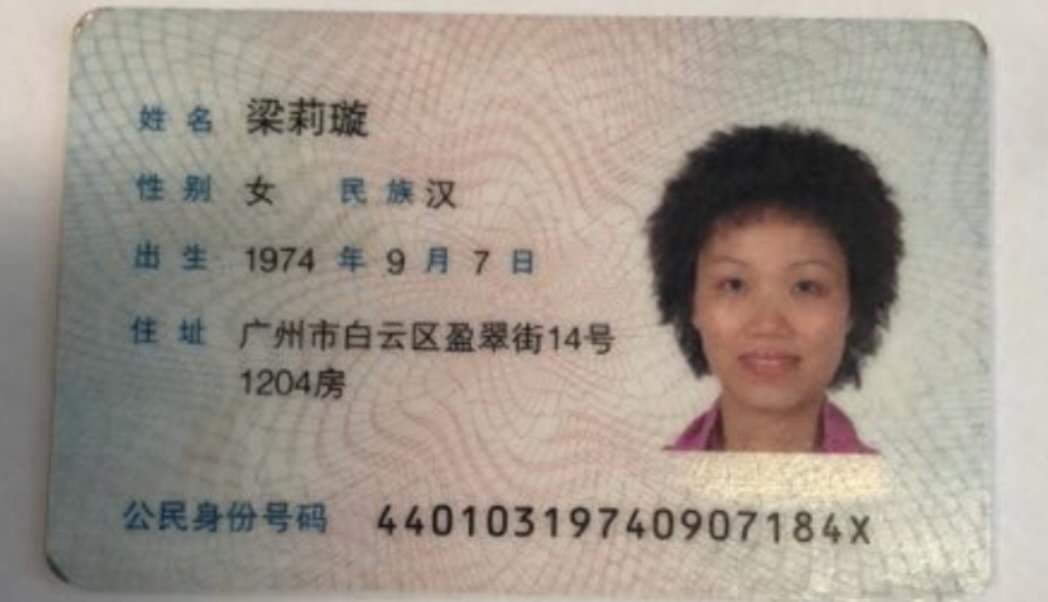 姓名 梁莉璇
性别 女 民族 汉
出生 1974 年 9 月 7 日
住址 广州市白云区盈翠街14号
1204房
公民身份号码 44010319740907184X